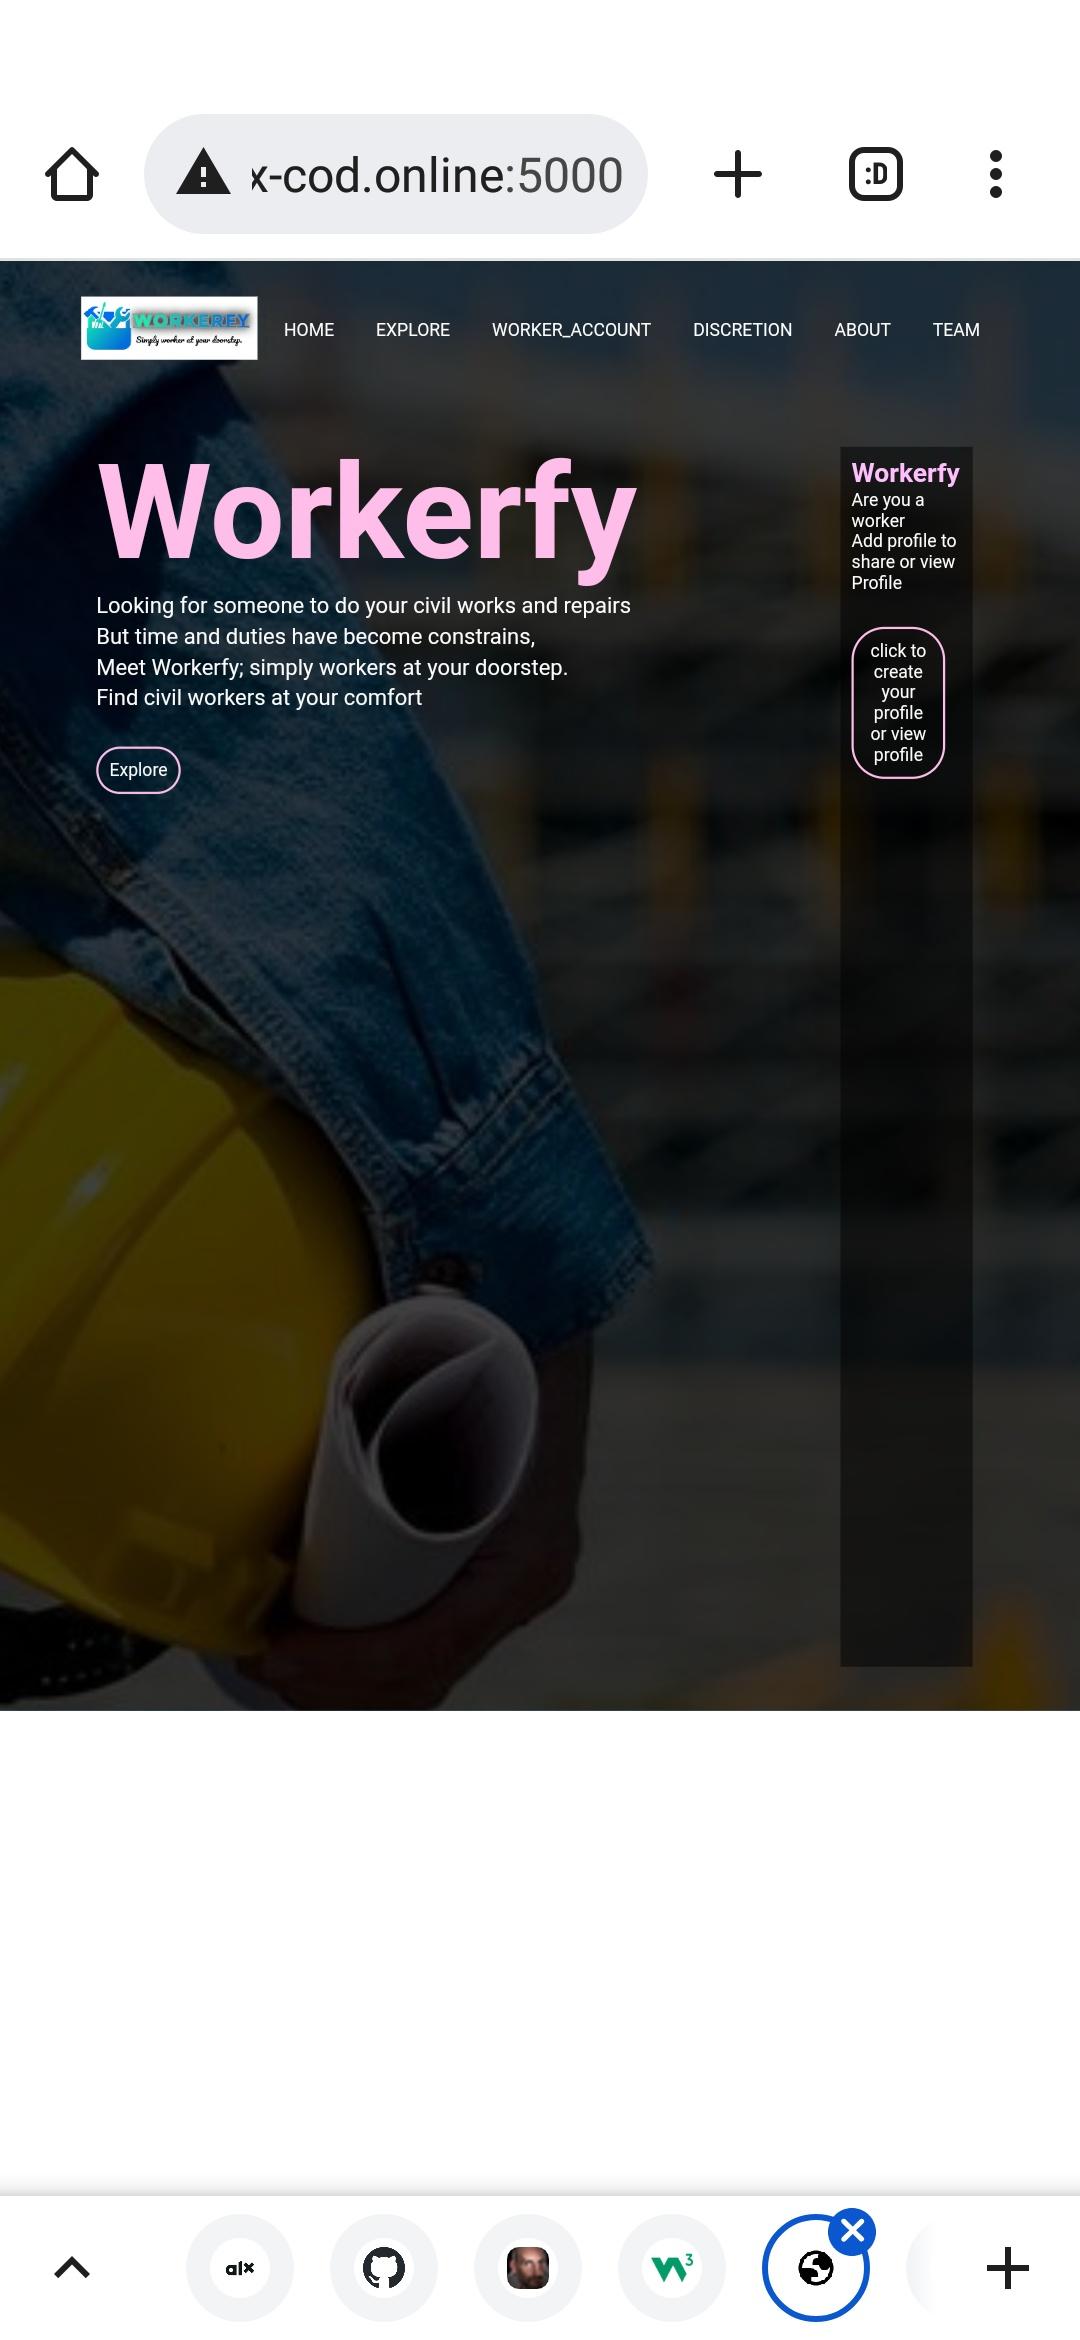 x-cod.online:5000
:D
WORKEREY
Simply worker at your doorstep.
HOME EXPLORE WORKER_ACCOUNT DISCRETION ABOUT TEAM
Workerfy
Looking for someone to do your civil works and repairs
But time and duties have become constrains,
Meet Workerfy; simply workers at your doorstep.
Find civil workers at your comfort
Explore
Workerfy
Are you a
worker
Add profile to
share or view
Profile
click to
create
your
profile
or view
profile
alx
W3